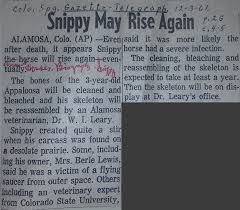 Colo. Spg. Gazette-Telegraph 12-3-67
Snippy May Rise Again
ALAMOSA, Colo. (AP) —Even
after death, it appears Snippy
the horse will rise again—even-
tually.
The bones of the 3-year-old
Appaloosa will be cleaned and
bleached and his skeleton will
be reassembled by an Alamosa
veterinarian, Dr. W. I. Leary.
Snippy created quite a stir
when his carcass was found on
a desolate prairie. Some, includ-
ing his owner, Mrs. Berle Lewis,
said he was a victim of a flying
saucer from outer space. Others
including an veterinary expert
from Colorado State University,
said it was more likely the
horse had a severe infection.
The cleaning, bleaching and
reassembling of the skeleton is
expected to take at least a year.
Then the skeleton will be on dis-
play at Dr. Leary's office.